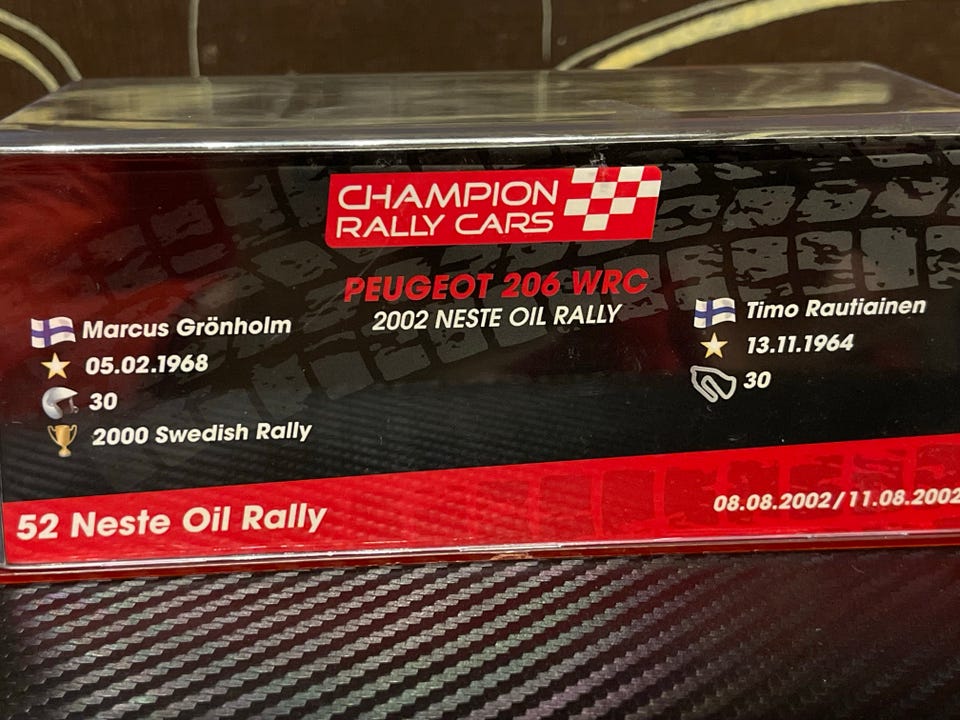 CHAMPION
RALLY CARS
PEUGEOT 206 WRC
2002 NESTE OIL RALLY
Marcus Grönholm
05.02.1968
30
2000 Swedish Rally
Timo Rautiainen
13.11.1964
30
52 Neste Oil Rally
08.08.2002/11.08.2002